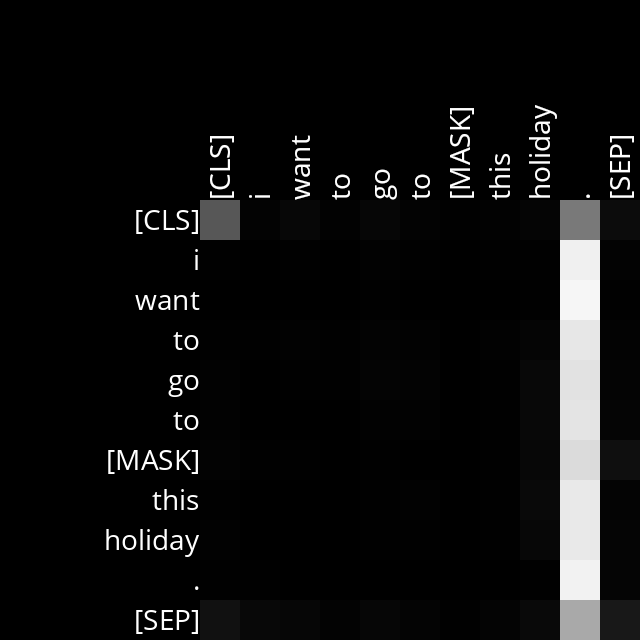 [CLS] i want to go to [MASK] this holiday . [SEP]
[CLS]
i
want
to
go
to
[MASK]
this
holiday
.
[SEP]